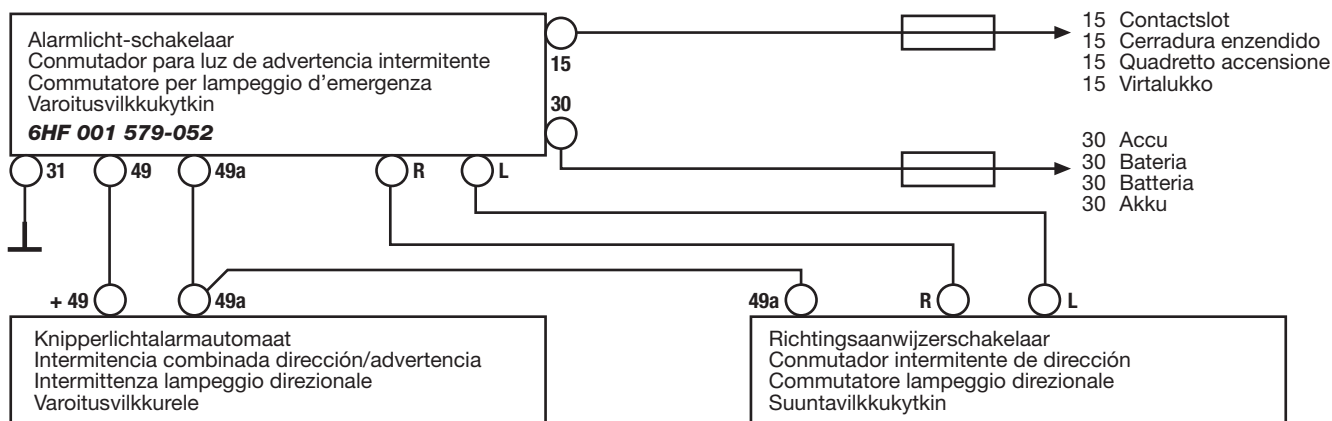 Alarmlicht-schakelaar
Conmutador para luz de advertencia intermitente
Commutatore per lampeggio d'emergenza
Varoitusvilkkukytkin
6HF 001 579-052
15
30
15 Contactslot
15 Cerradura enzendido
15 Quadretto accensione
15 Virtalukko
30 Accu
30 Bateria
30 Batteria
30 Akku
31 49 49a R L
+ 49 49a
49a R L
Knipperlichtalarmautomaat
Intermitencia combinada dirección/advertencia
Intermittenza lampeggio direzionale
Varoitusvilkkurele
Richtingsaanwijzerschakelaar
Conmutador intermitente de dirección
Commutatore lampeggio direzionale
Suuntavilkkukytkin